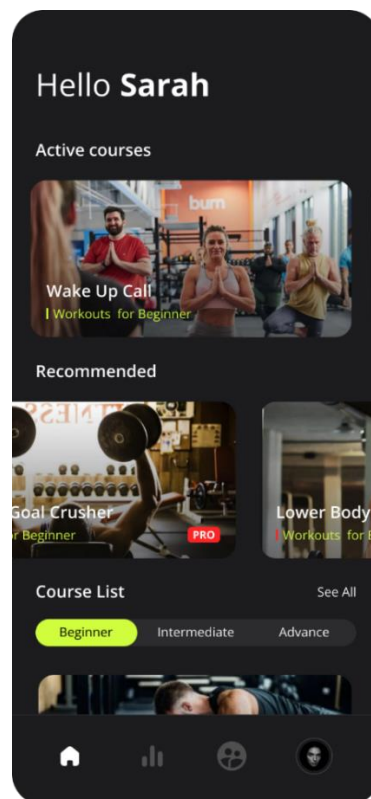 Hello Sarah
Active courses
burn
Wake Up Call
Workouts for Beginner
Recommended
FITNESS
Goal Crusher
r Beginner
PRO
Lower Body
Workouts for
Course List
See All
Beginner
Intermediate
Advance